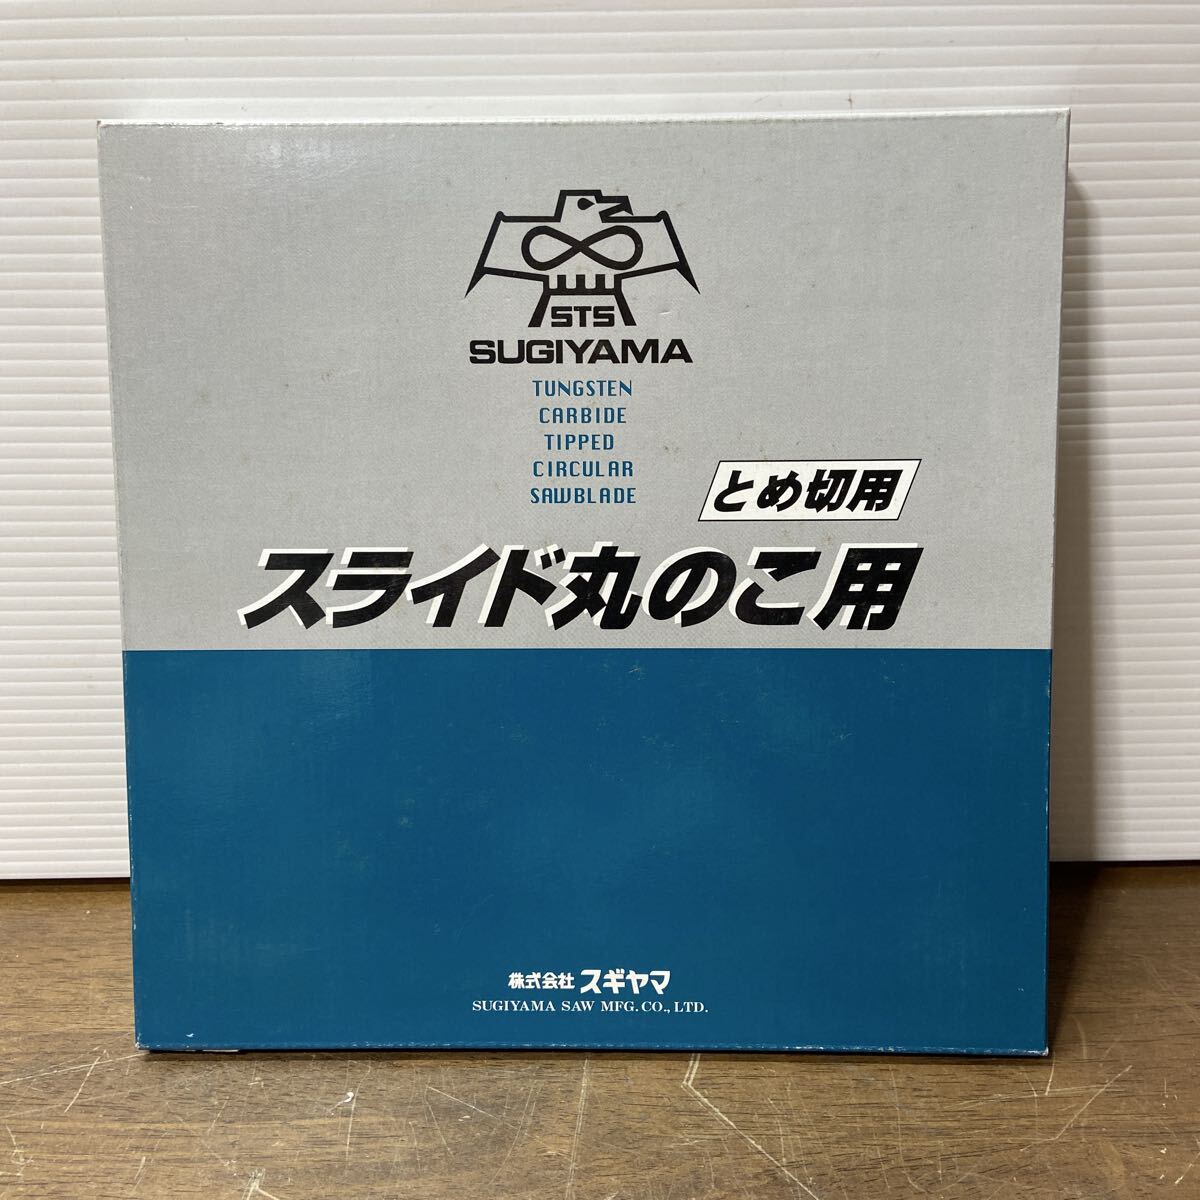 STS
SUGIYAMA
TUNGSTEN
CARBIDE
TIPPED
CIRCULAR
SAWBLADE
とめ切用
スライド丸のこ用
株式会社 スギヤマ
SUGIYAMA SAW MFG. CO., LTD.